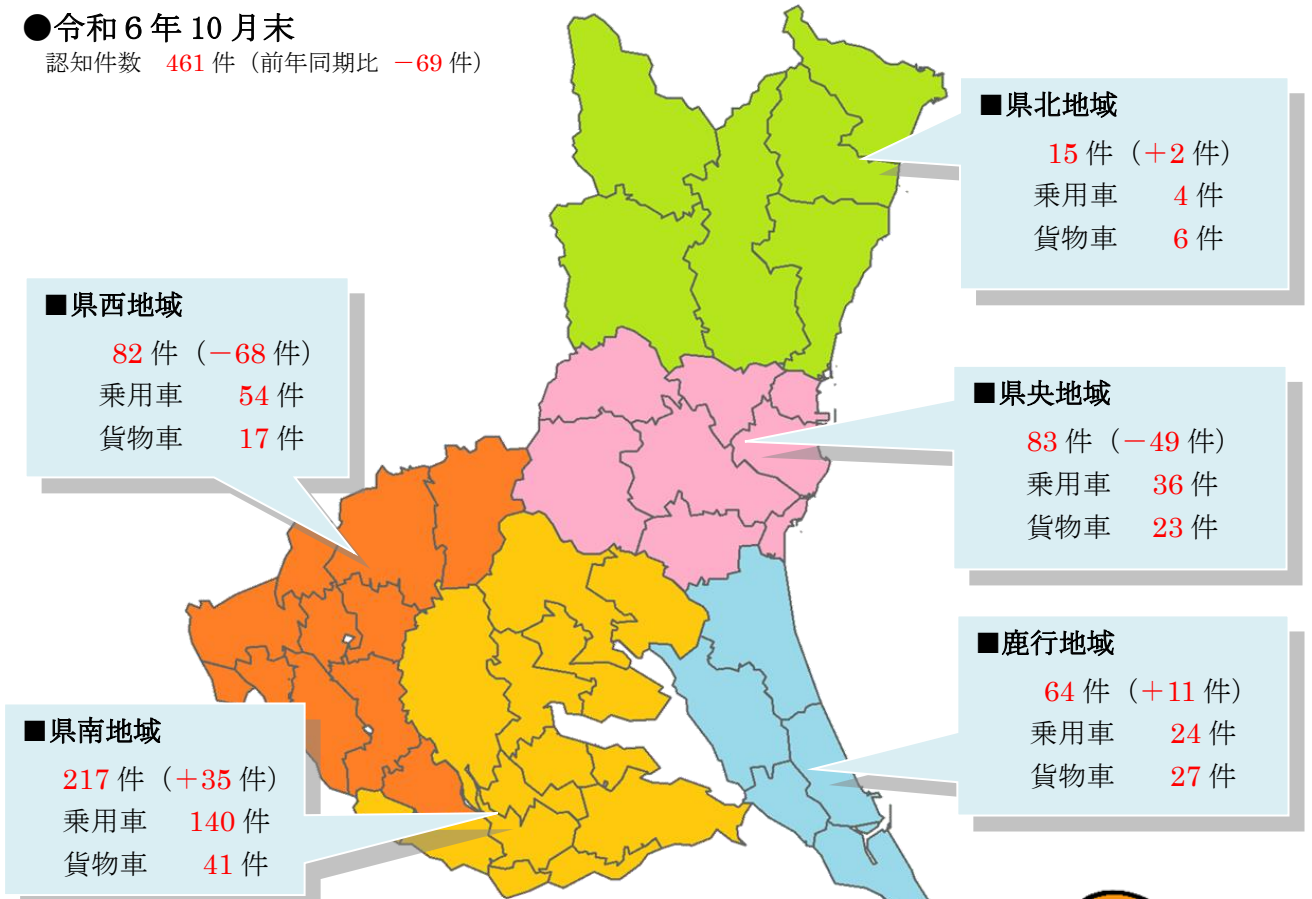 ●令和６年 10 月末
認知件数 461 件（前年同期比 －69 件）
■県北地域
15 件（＋2 件）
乗用車 4 件
貨物車 6 件
■県西地域
82 件（－68 件）
乗用車 54 件
貨物車 17 件
■県央地域
83 件（－49 件）
乗用車 36 件
貨物車 23 件
■鹿行地域
64 件（＋11 件）
乗用車 24 件
貨物車 27 件
■県南地域
217 件（＋35 件）
乗用車 140 件
貨物車 41 件